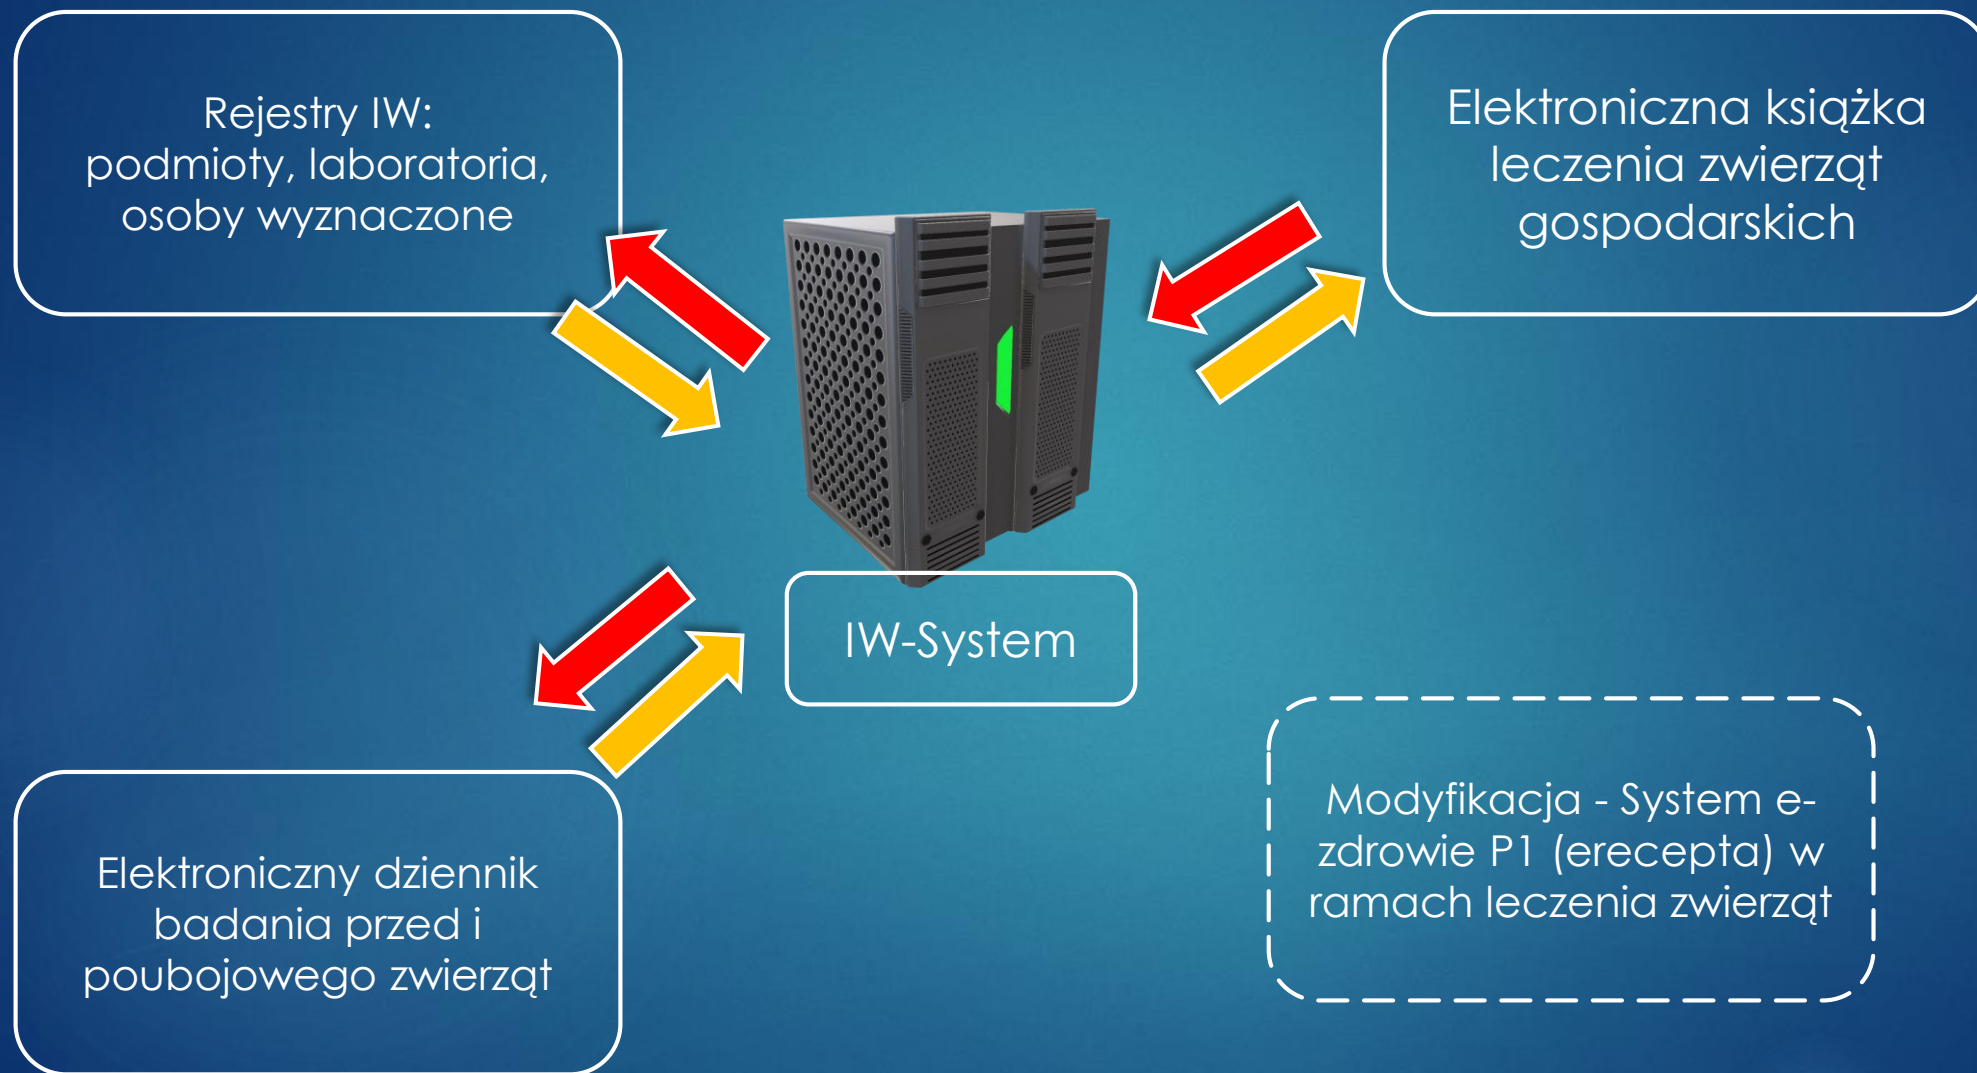 Rejestry IW:
podmioty, laboratoria,
osoby wyznaczone
Elektroniczna książka
leczenia zwierząt
gospodarskich
IW-System
Elektroniczny dziennik
badania przed i
poubojowego zwierząt
Modyfikacja - System e-
zdrowie P1 (erecepta) w
ramach leczenia zwierząt